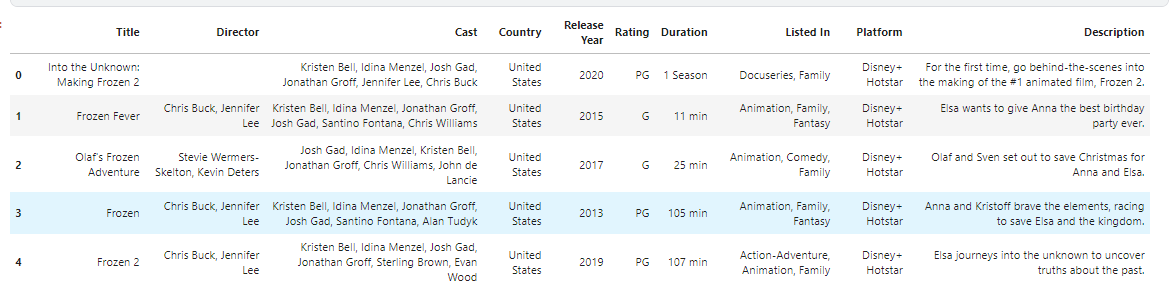 Title Director Cast Country Release Year Rating Duration Listed In Platform Description
0 Into the Unknown: Making Frozen 2 Kristen Bell, Idina Menzel, Josh Gad, Jonathan Groff, Jennifer Lee, Chris Buck United States 2020 PG 1 Season Docuseries, Family Disney+ Hotstar For the first time, go behind-the-scenes into the making of the #1 animated film, Frozen 2.
1 Frozen Fever Chris Buck, Jennifer Lee Kristen Bell, Idina Menzel, Jonathan Groff, Josh Gad, Santino Fontana, Chris Williams United States 2015 G 11 min Animation, Family, Fantasy Disney+ Hotstar Elsa wants to give Anna the best birthday party ever.
2 Olaf's Frozen Adventure Stevie Wermers-Skelton, Kevin Deters Josh Gad, Idina Menzel, Kristen Bell, Jonathan Groff, Chris Williams, John de Lancie United States 2017 G 25 min Animation, Comedy, Family Disney+ Hotstar Olaf and Sven set out to save Christmas for Anna and Elsa.
3 Frozen Chris Buck, Jennifer Lee Kristen Bell, Idina Menzel, Jonathan Groff, Josh Gad, Santino Fontana, Alan Tudyk United States 2013 PG 105 min Animation, Family, Fantasy Disney+ Hotstar Anna and Kristoff brave the elements, racing to save Elsa and the kingdom.
4 Frozen 2 Chris Buck, Jennifer Lee Kristen Bell, Idina Menzel, Josh Gad, Jonathan Groff, Sterling Brown, Evan Wood United States 2019 PG 107 min Action-Adventure, Animation, Family Disney+ Hotstar Elsa journeys into the unknown to uncover truths about the past.